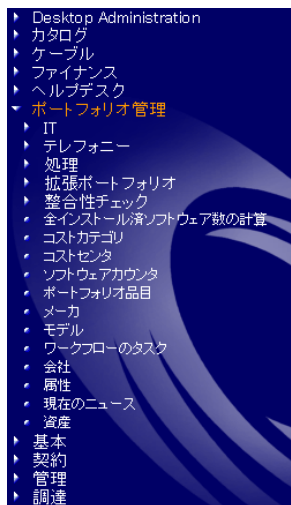 Desktop Administration
カタログ
ケーブル
ファイナンス
ヘルプデスク
ポートフォリオ管理
IT
テレフォニー
処理
拡張ポートフォリオ
整合性チェック
全インストール済ソフトウェア数の計算
コストカテゴリ
コストセンタ
ソフトウェアカウンタ
ポートフォリオ品目
メーカ
モデル
ワークフローのタスク
会社
属性
現在のニュース
資産
基本
契約
管理
調達